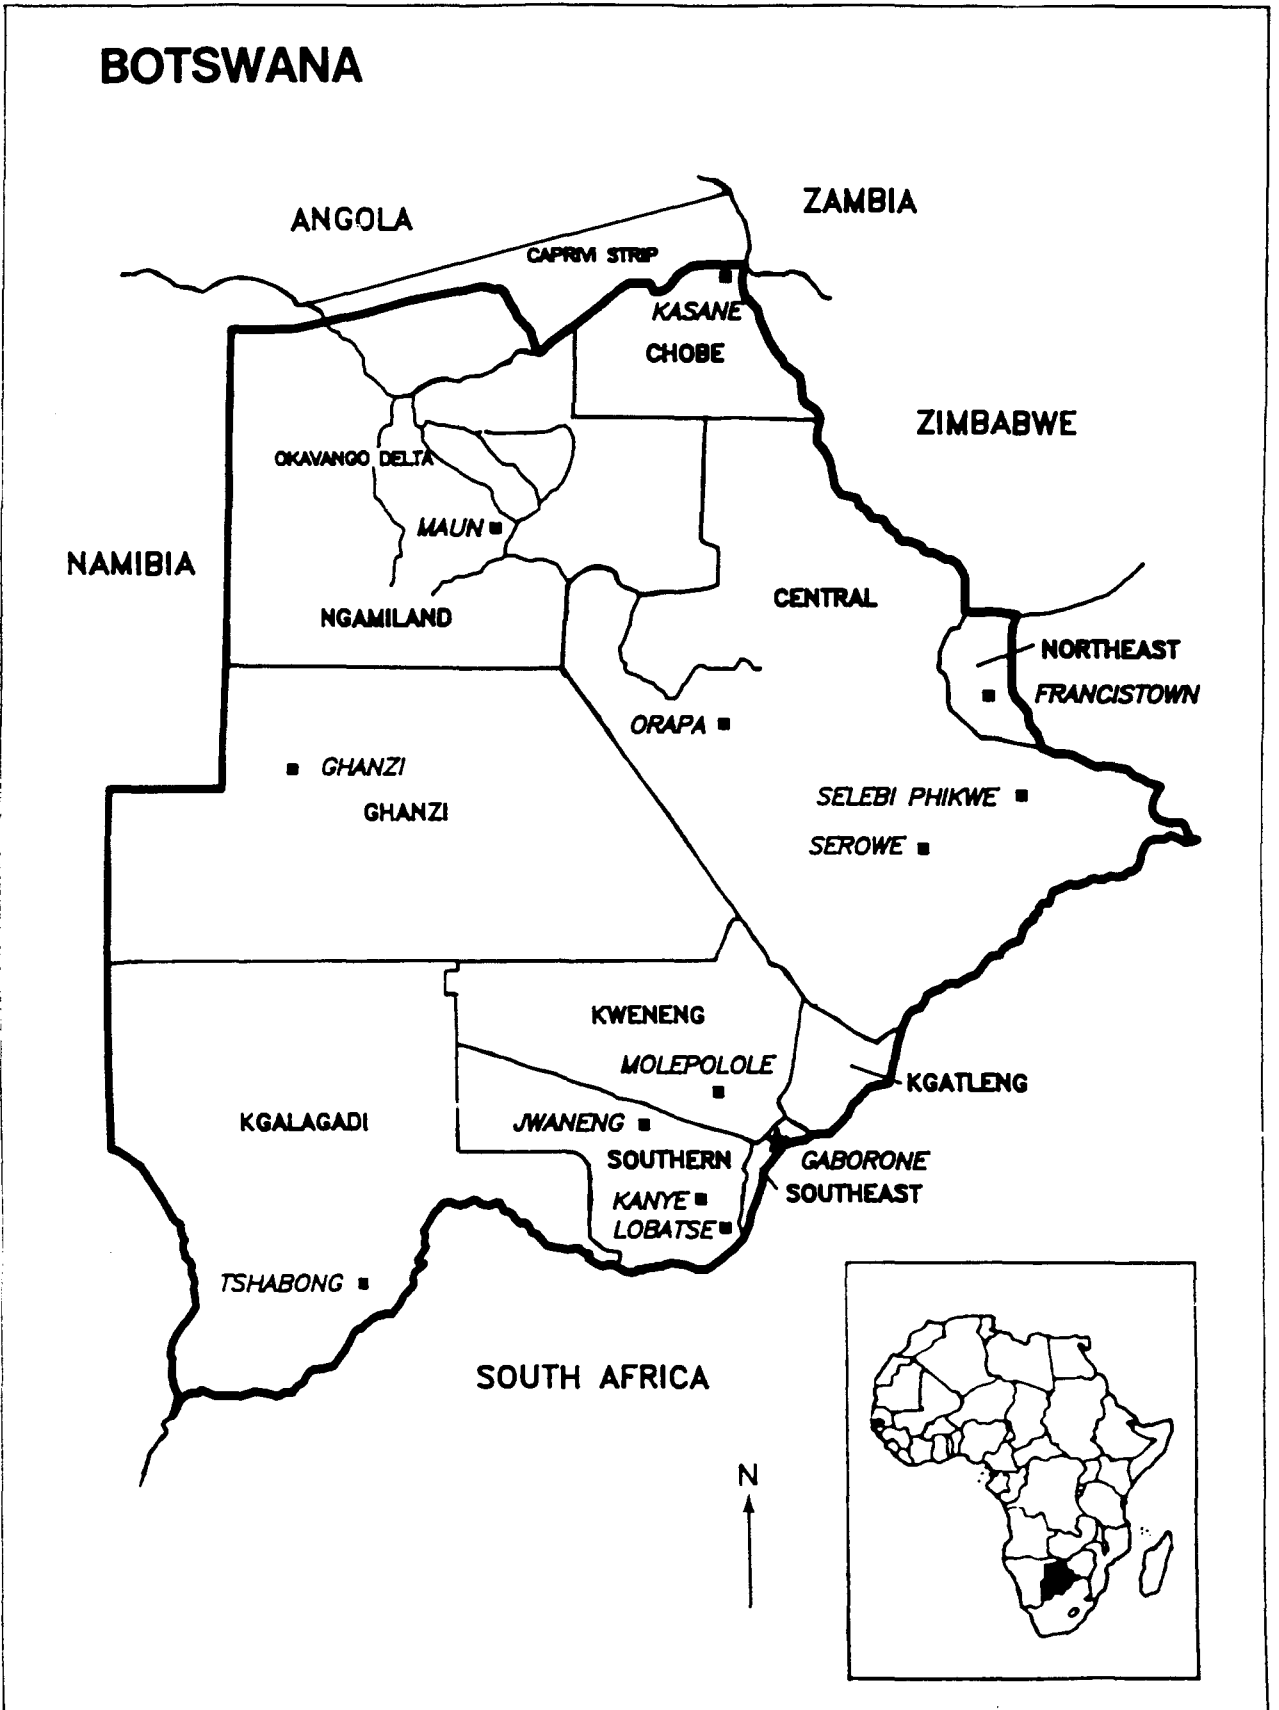 BOTSWANA
ANGOLA
ZAMBIA
CAPRIVI STRIP
KASANE
CHOBE
ZIMBABWE
OKAVANGO DELTA
MAUN
NAMIBIA
NGAMILAND
CENTRAL
NORTHEAST
FRANCISTOWN
ORAPA
GHANZI
GHANZI
SELEBI PHIKWE
SEROWE
KWENENG
MOLEPOLOLE
KGATLENG
KGALAGADI
JWANENG
SOUTHERN
GABORONE
SOUTHEAST
KANYE
LOBATSE
TSHABONG
SOUTH AFRICA
N